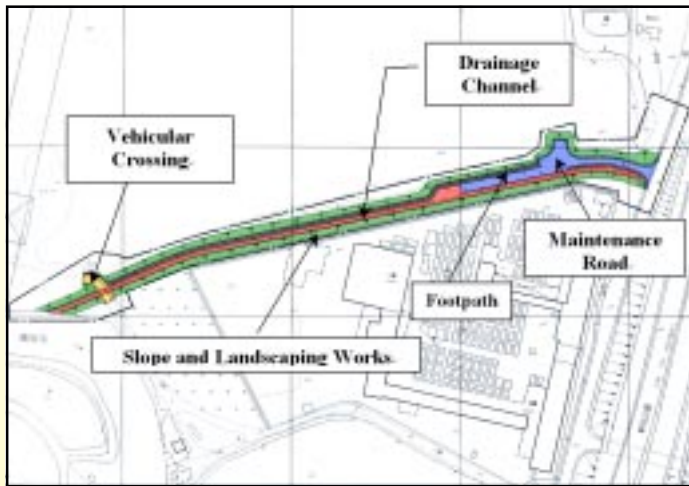 Drainage
Channel
Vehicular
Crossing
Maintenance
Road
Footpath
Slope and Landscaping Works